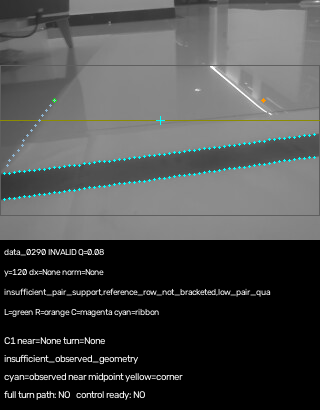 data_0290 INVALID Q=0.08
y=120 dx=None norm=None
insufficient_pair_support,reference_row_not_bracketed,low_pair_qua
L=green R=orange C=magenta cyan=ribbon
C1 near=None turn=None
insufficient_observed_geometry
cyan=observed near midpoint yellow=corner
full turn path: NO control ready: NO